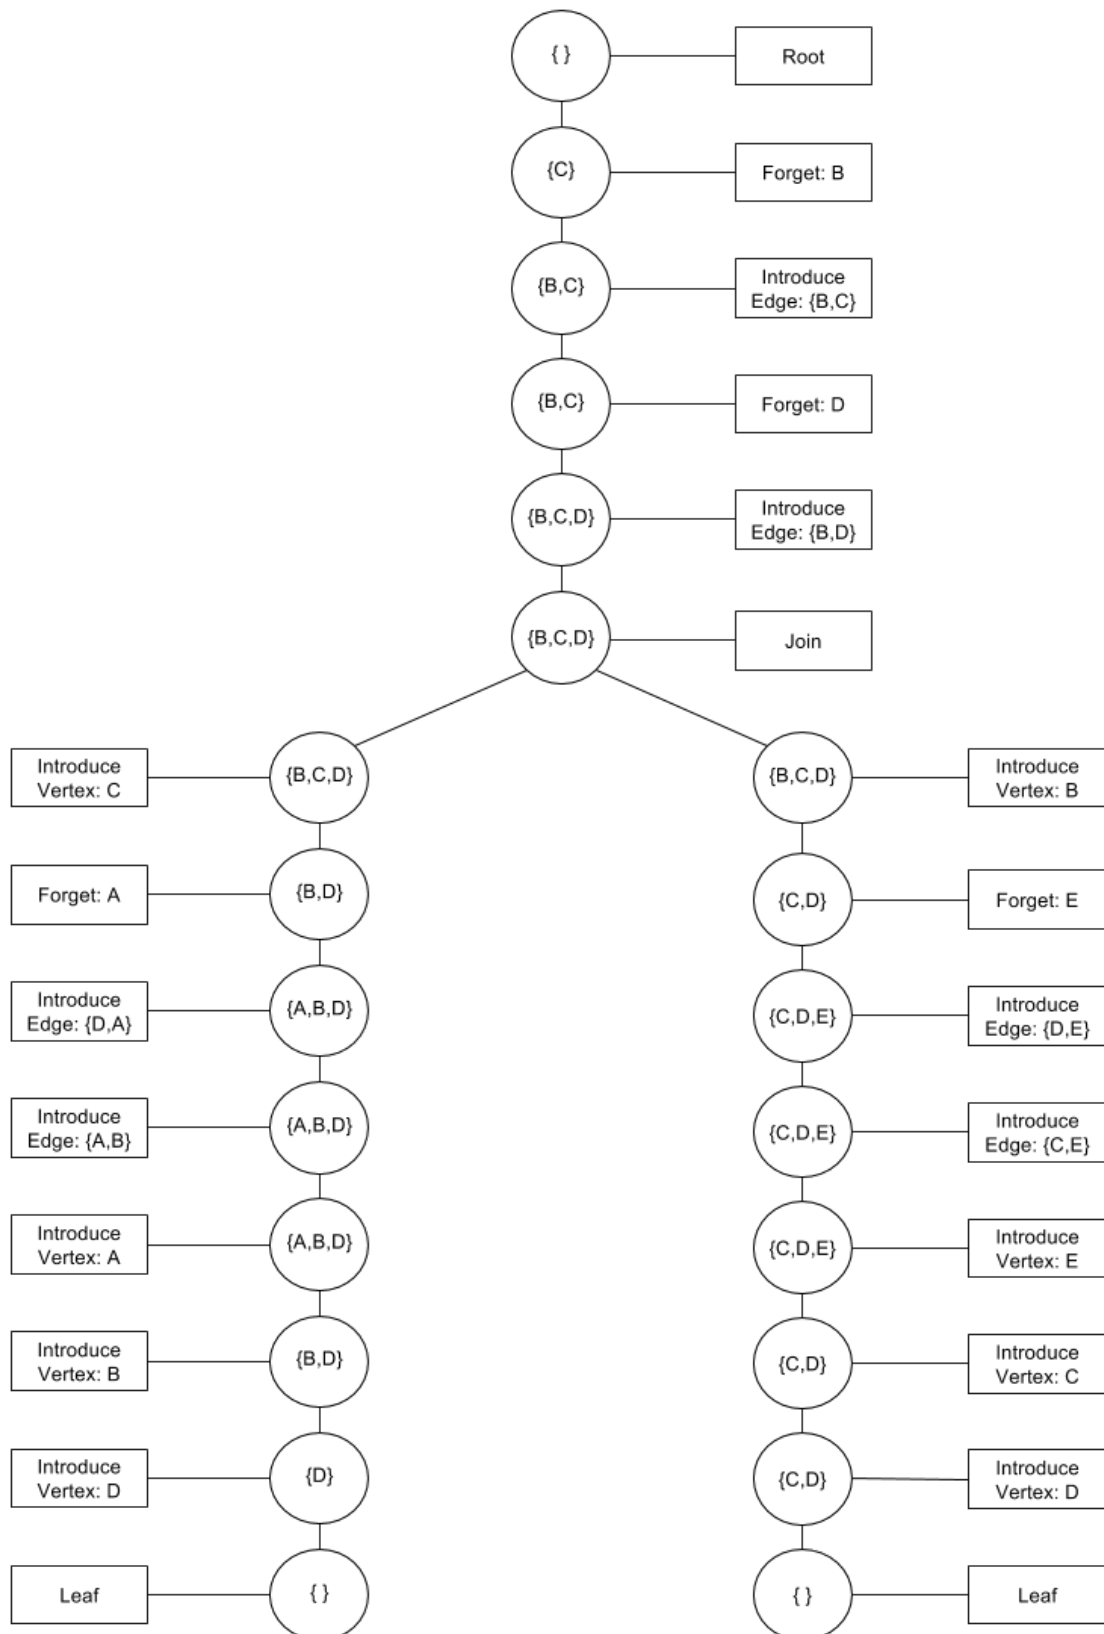 { }
Root
{C}
Forget: B
{B,C}
Introduce
Edge: {B,C}
{B,C}
Forget: D
{B,C,D}
Introduce
Edge: {B,D}
{B,C,D}
Join
Introduce
Vertex: C
{B,C,D}
{B,C,D}
Introduce
Vertex: B
Forget: A
{B,D}
{C,D}
Forget: E
Introduce
Edge: {D,A}
{A,B,D}
{C,D,E}
Introduce
Edge: {D,E}
Introduce
Edge: {A,B}
{A,B,D}
{C,D,E}
Introduce
Edge: {C,E}
Introduce
Vertex: A
{A,B,D}
{C,D,E}
Introduce
Vertex: E
Introduce
Vertex: B
{B,D}
{C,D}
Introduce
Vertex: C
Introduce
Vertex: D
{D}
{C,D}
Introduce
Vertex: D
Leaf
{ }
{ }
Leaf